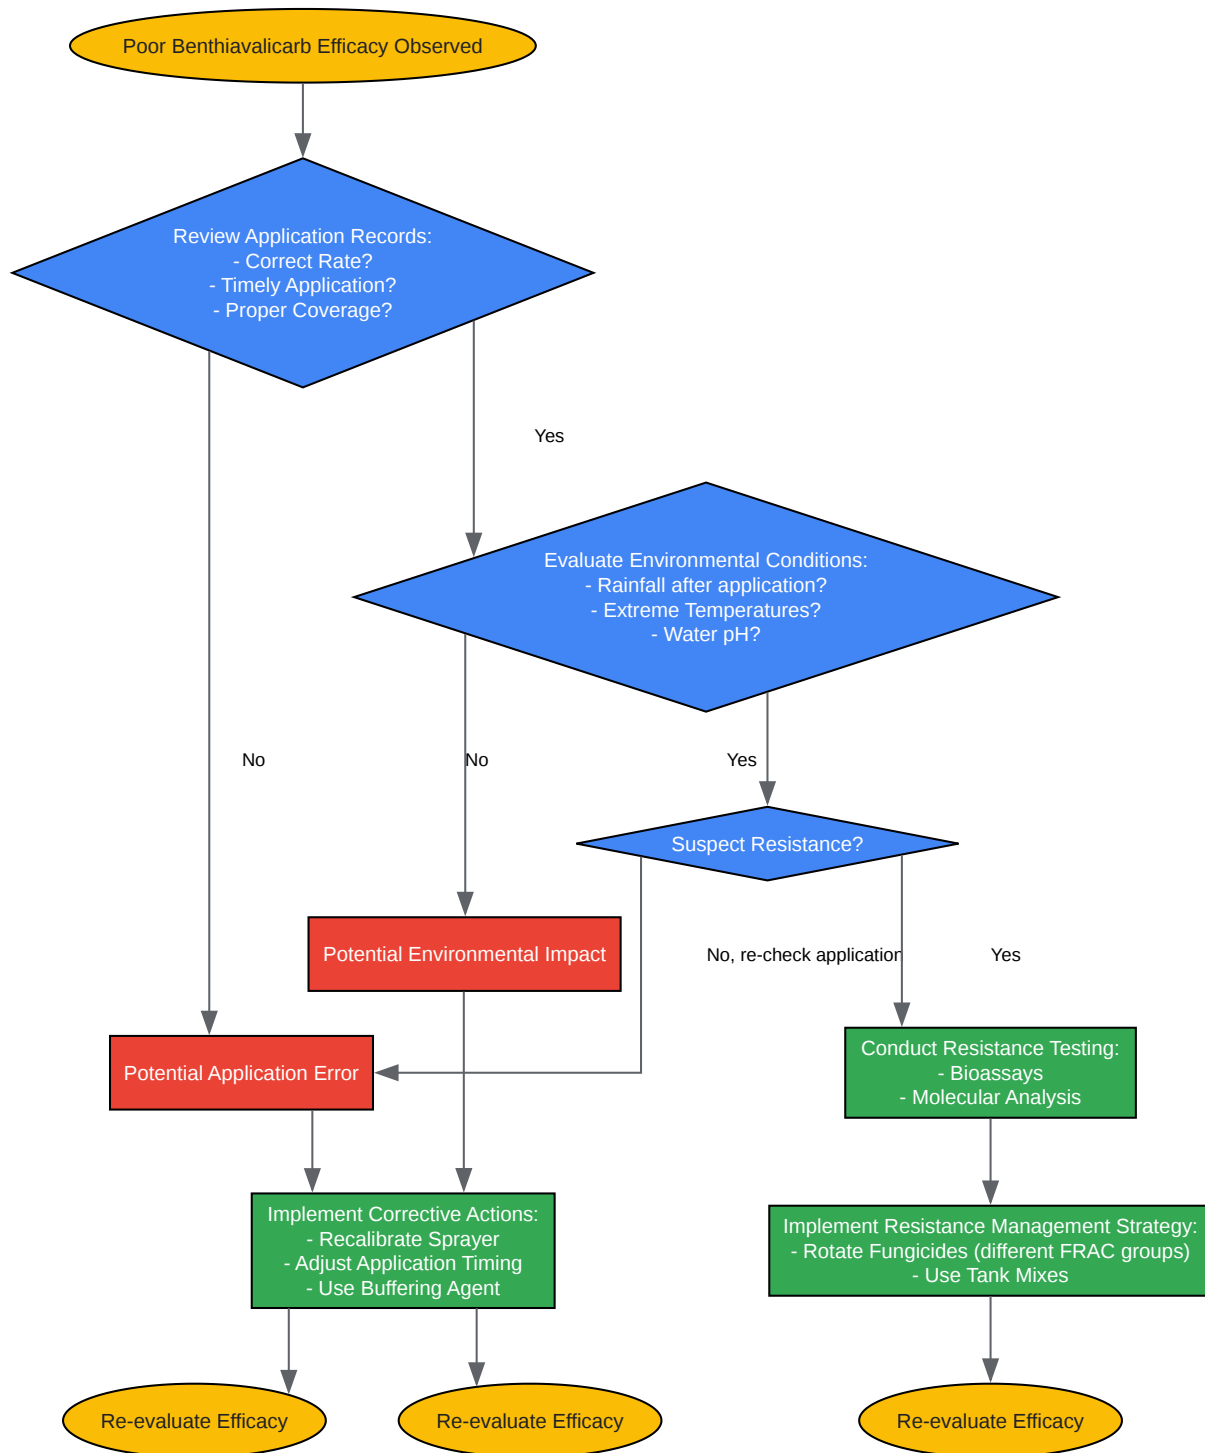 Poor Benthiavalicarb Efficacy Observed
Review Application Records:
- Correct Rate?
- Timely Application?
- Proper Coverage?
Yes
Evaluate Environmental Conditions:
- Rainfall after application?
- Extreme Temperatures?
- Water pH?
No
No
Yes
Suspect Resistance?
Potential Environmental Impact
No, re-check application
Yes
Potential Application Error
Conduct Resistance Testing:
- Bioassays
- Molecular Analysis
Implement Corrective Actions:
- Recalibrate Sprayer
- Adjust Application Timing
- Use Buffering Agent
Implement Resistance Management Strategy:
- Rotate Fungicides (different FRAC groups)
- Use Tank Mixes
Re-evaluate Efficacy
Re-evaluate Efficacy
Re-evaluate Efficacy